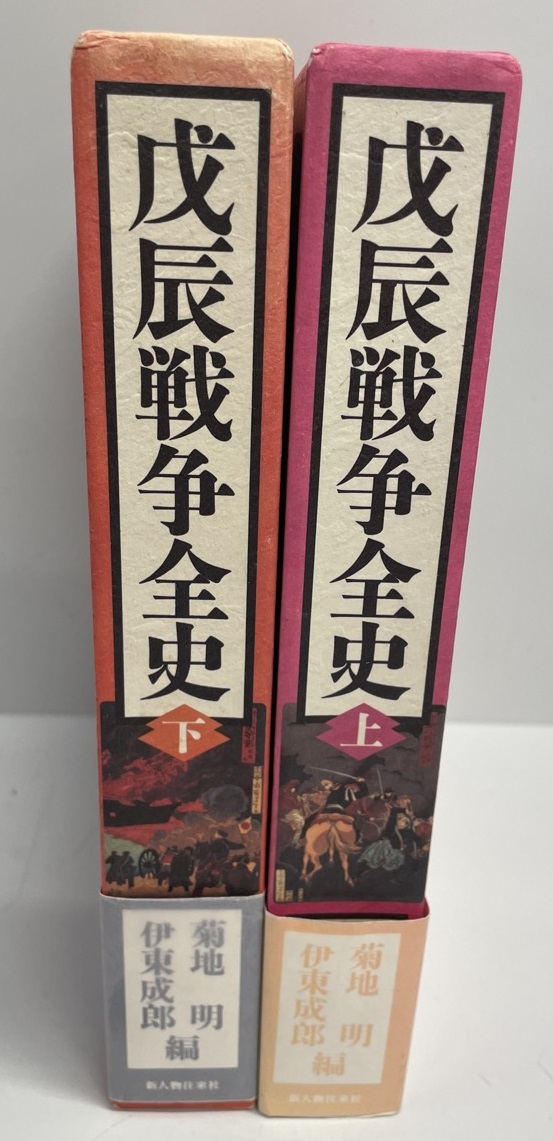 戊辰戦争全史
下
菊地 明
伊東成郎
編
新人物往来社
戊辰戦争全史
上
菊地 明
伊東成郎
編
新人物往来社